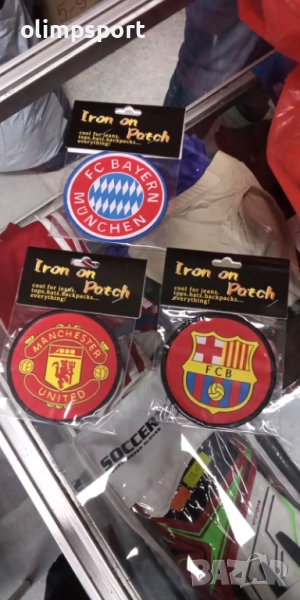 olimpsport
Iron on
Patch
cool for jeans,
tops,hats,backpacks...
everything!
FC BAYERN
MÜNCHEN
Iron on
Patch
cool for jeans,
tops,hats,backpacks...
everything!
Iron on
Patch
cool for jeans,
tops,hats,backpacks...
everything!
MANCHESTER
UNITED
FCB
SOCCER
БАЗАР